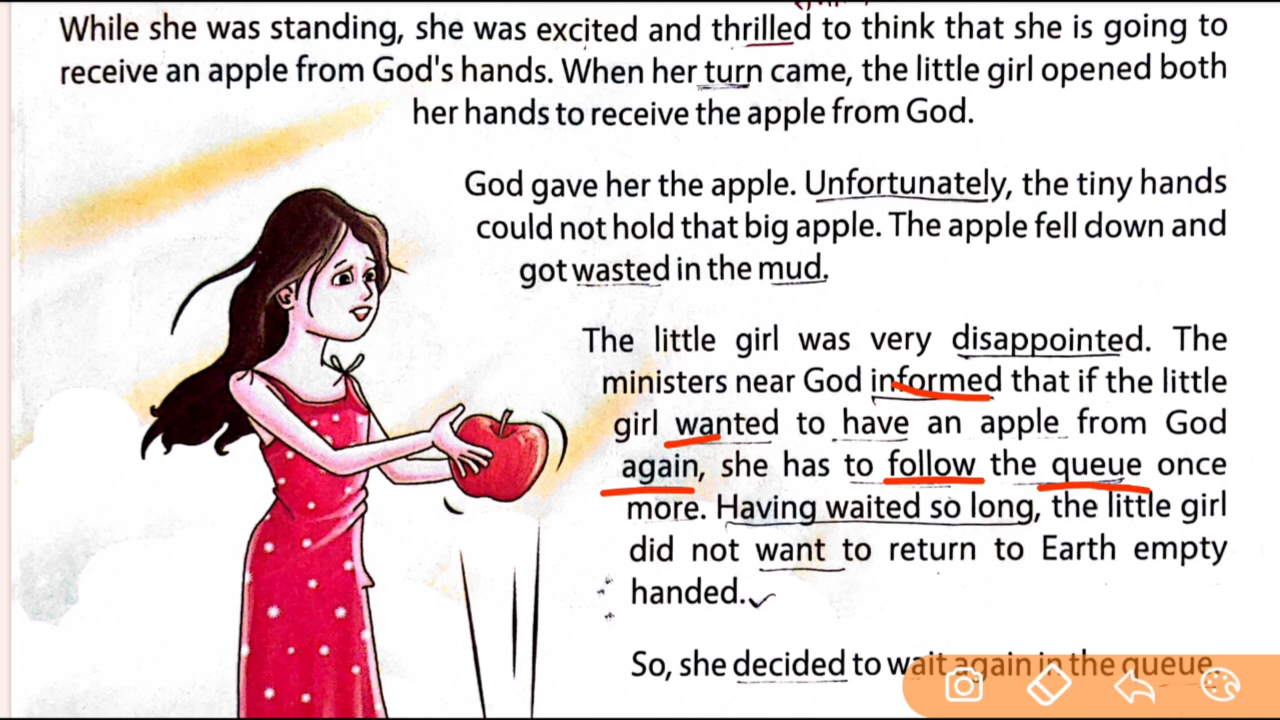 While she was standing, she was excited and thrilled to think that she is going to
receive an apple from God's hands. When her turn came, the little girl opened both
her hands to receive the apple from God.
God gave her the apple. Unfortunately, the tiny hands
could not hold that big apple. The apple fell down and
got wasted in the mud.
The little girl was very disappointed. The
ministers near God informed that if the little
girl wanted to have an apple from God
again, she has to follow the queue once
more. Having waited so long, the little girl
did not want to return to Earth empty
handed.
So, she decided to wait again in the queue.